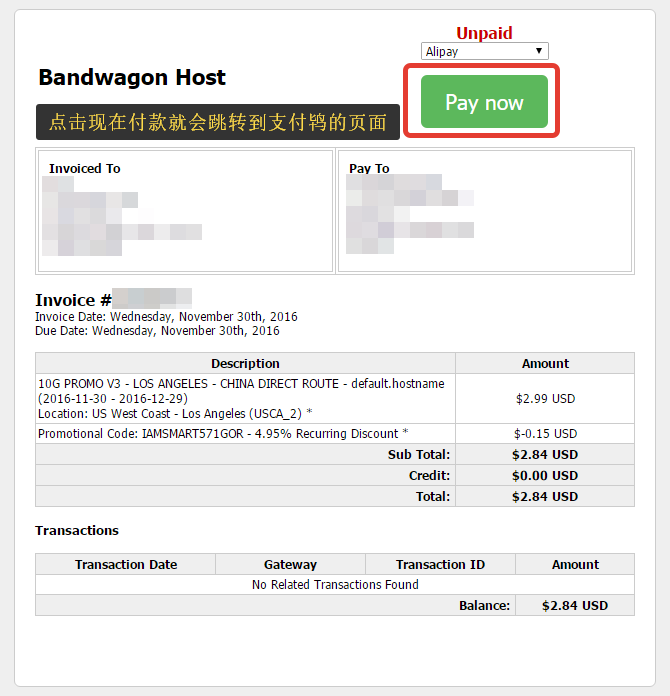 Unpaid
Alipay
Bandwagon Host
Pay now
点击现在付款就会跳转到支付鸨的页面
Invoiced To
Pay To
Invoice #
Invoice Date: Wednesday, November 30th, 2016
Due Date: Wednesday, November 30th, 2016
Description Amount
10G PROMO V3 - LOS ANGELES - CHINA DIRECT ROUTE - default.hostname
(2016-11-30 - 2016-12-29)
$2.99 USD
Location: US West Coast - Los Angeles (USCA_2) *
Promotional Code: IAMSMART571GOR - 4.95% Recurring Discount * $-0.15 USD
Sub Total: $2.84 USD
Credit: $0.00 USD
Total: $2.84 USD
Transactions
Transaction Date Gateway Transaction ID Amount
No Related Transactions Found
Balance: $2.84 USD